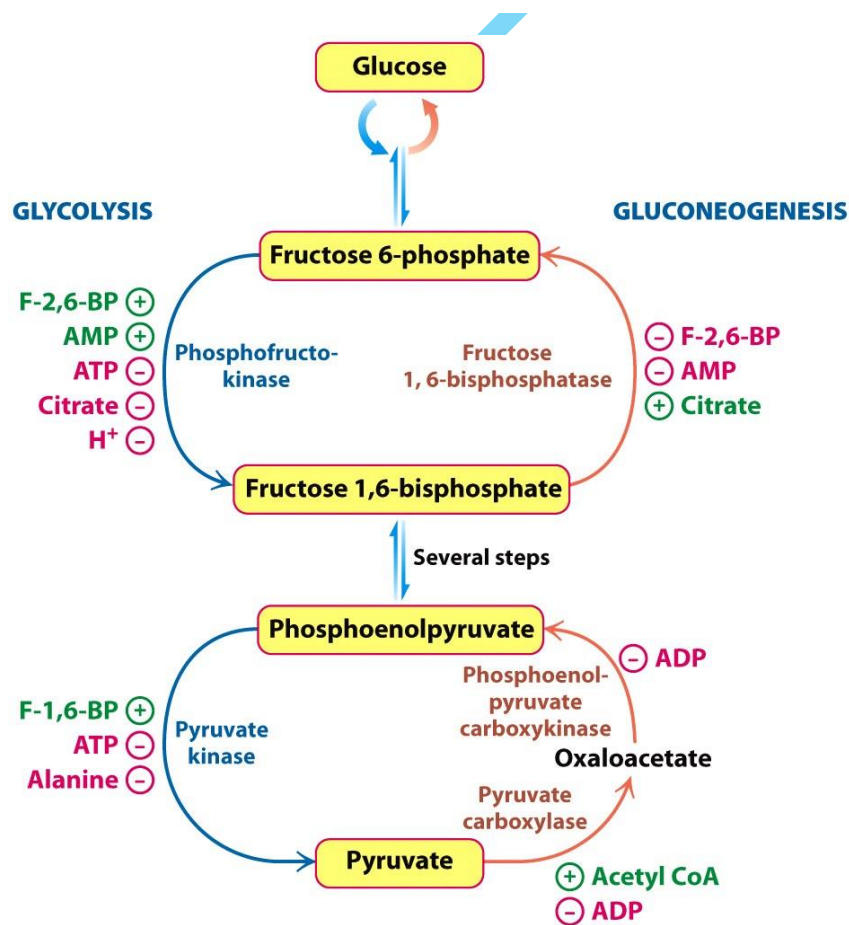 Glucose
GLYCOLYSIS
GLUCONEOGENESIS
Fructose 6-phosphate
F-2,6-BP +
AMP +
ATP −
Citrate −
H⁺ −
Phosphofructo-
kinase
Fructose
1, 6-bisphosphatase
− F-2,6-BP
− AMP
+ Citrate
Fructose 1,6-bisphosphate
Several steps
Phosphoenolpyruvate
F-1,6-BP +
ATP −
Alanine −
Pyruvate
kinase
Phosphoenol-
pyruvate
carboxykinase
− ADP
Oxaloacetate
Pyruvate
carboxylase
Pyruvate
+ Acetyl CoA
− ADP